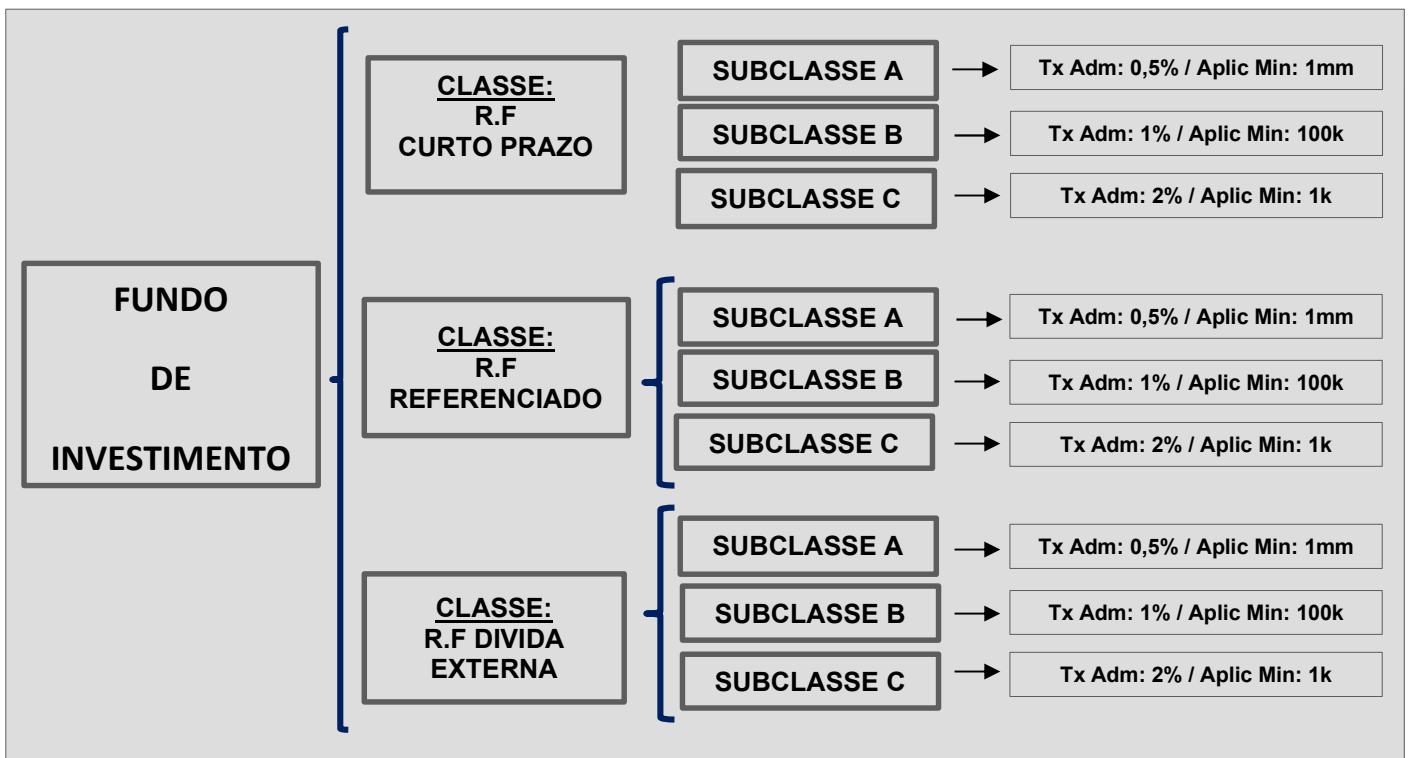 FUNDO
DE
INVESTIMENTO
CLASSE:
R.F
CURTO PRAZO
SUBCLASSE A
Tx Adm: 0,5% / Aplic Min: 1mm
SUBCLASSE B
Tx Adm: 1% / Aplic Min: 100k
SUBCLASSE C
Tx Adm: 2% / Aplic Min: 1k
CLASSE:
R.F
REFERENCIADO
SUBCLASSE A
Tx Adm: 0,5% / Aplic Min: 1mm
SUBCLASSE B
Tx Adm: 1% / Aplic Min: 100k
SUBCLASSE C
Tx Adm: 2% / Aplic Min: 1k
CLASSE:
R.F DIVIDA
EXTERNA
SUBCLASSE A
Tx Adm: 0,5% / Aplic Min: 1mm
SUBCLASSE B
Tx Adm: 1% / Aplic Min: 100k
SUBCLASSE C
Tx Adm: 2% / Aplic Min: 1k